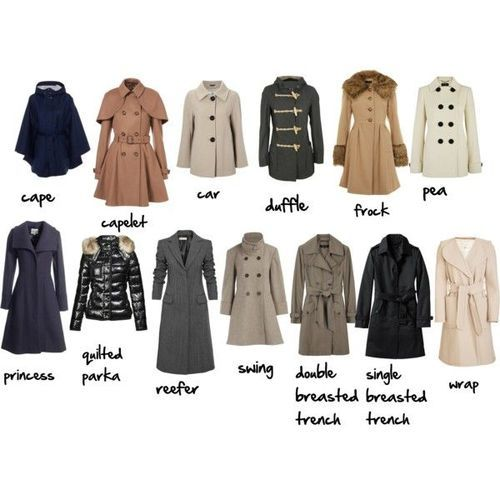 cape
capelet
car
duffle
frock
pea
princess
quilted
parka
reefer
swing
double
breasted
trench
single
breasted
trench
wrap